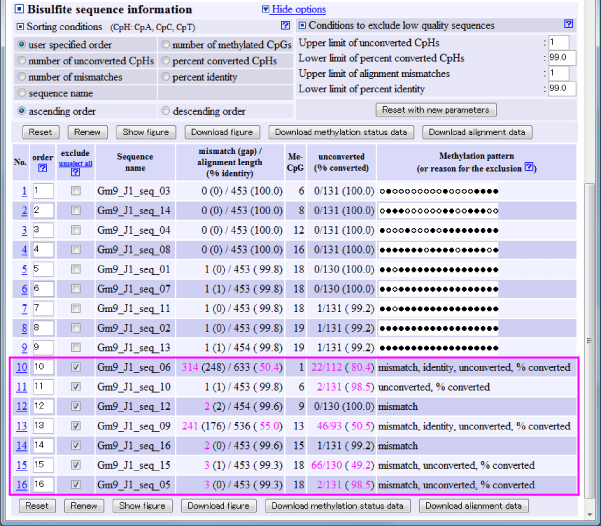 Bisulfite sequence information Hide options
Sorting conditions (CpH: CpA, CpC, CpT) ?
user specified order number of methylated CpGs
number of unconverted CpHs percent converted CpHs
number of mismatches percent identity
sequence name
ascending order descending order
Conditions to exclude low quality sequences ?
Upper limit of unconverted CpHs : 1
Lower limit of percent converted CpHs : 99.0
Upper limit of alignment mismatches : 1
Lower limit of percent identity : 99.0
Reset with new parameters
Reset Renew Show figure Download figure Download methylation status data Download alignment data
No. order ? exclude unselect all ? Sequence name mismatch (gap) / alignment length (% identity) Me-CpG unconverted (% converted) Methylation pattern (or reason for the exclusion ?)
1 1 Gm9_J1_seq_03 0 (0) / 453 (100.0) 6 0/131 (100.0)
2 2 Gm9_J1_seq_14 0 (0) / 453 (100.0) 8 0/131 (100.0)
3 3 Gm9_J1_seq_04 0 (0) / 453 (100.0) 12 0/131 (100.0)
4 4 Gm9_J1_seq_08 0 (0) / 453 (100.0) 16 0/131 (100.0)
5 5 Gm9_J1_seq_01 1 (0) / 453 ( 99.8) 18 0/130 (100.0)
6 6 Gm9_J1_seq_07 1 (1) / 453 ( 99.8) 18 0/130 (100.0)
7 7 Gm9_J1_seq_11 1 (0) / 453 ( 99.8) 18 1/131 ( 99.2)
8 8 Gm9_J1_seq_02 1 (0) / 453 ( 99.8) 19 1/131 ( 99.2)
9 9 Gm9_J1_seq_13 1 (1) / 454 ( 99.8) 19 1/131 ( 99.2)
10 10 Gm9_J1_seq_06 314 (248) / 633 ( 50.4) 1 22/112 ( 80.4) mismatch, identity, unconverted, % converted
11 11 Gm9_J1_seq_10 1 (1) / 453 ( 99.8) 6 2/131 ( 98.5) unconverted, % converted
12 12 Gm9_J1_seq_12 2 (2) / 454 ( 99.6) 9 0/130 (100.0) mismatch
13 13 Gm9_J1_seq_09 241 (176) / 536 ( 55.0) 13 46/93 ( 50.5) mismatch, identity, unconverted, % converted
14 14 Gm9_J1_seq_16 2 (0) / 453 ( 99.6) 15 1/131 ( 99.2) mismatch
15 15 Gm9_J1_seq_15 3 (1) / 453 ( 99.3) 18 66/130 ( 49.2) mismatch, unconverted, % converted
16 16 Gm9_J1_seq_05 3 (0) / 453 ( 99.3) 18 2/131 ( 98.5) mismatch, unconverted, % converted
Reset Renew Show figure Download figure Download methylation status data Download alignment data